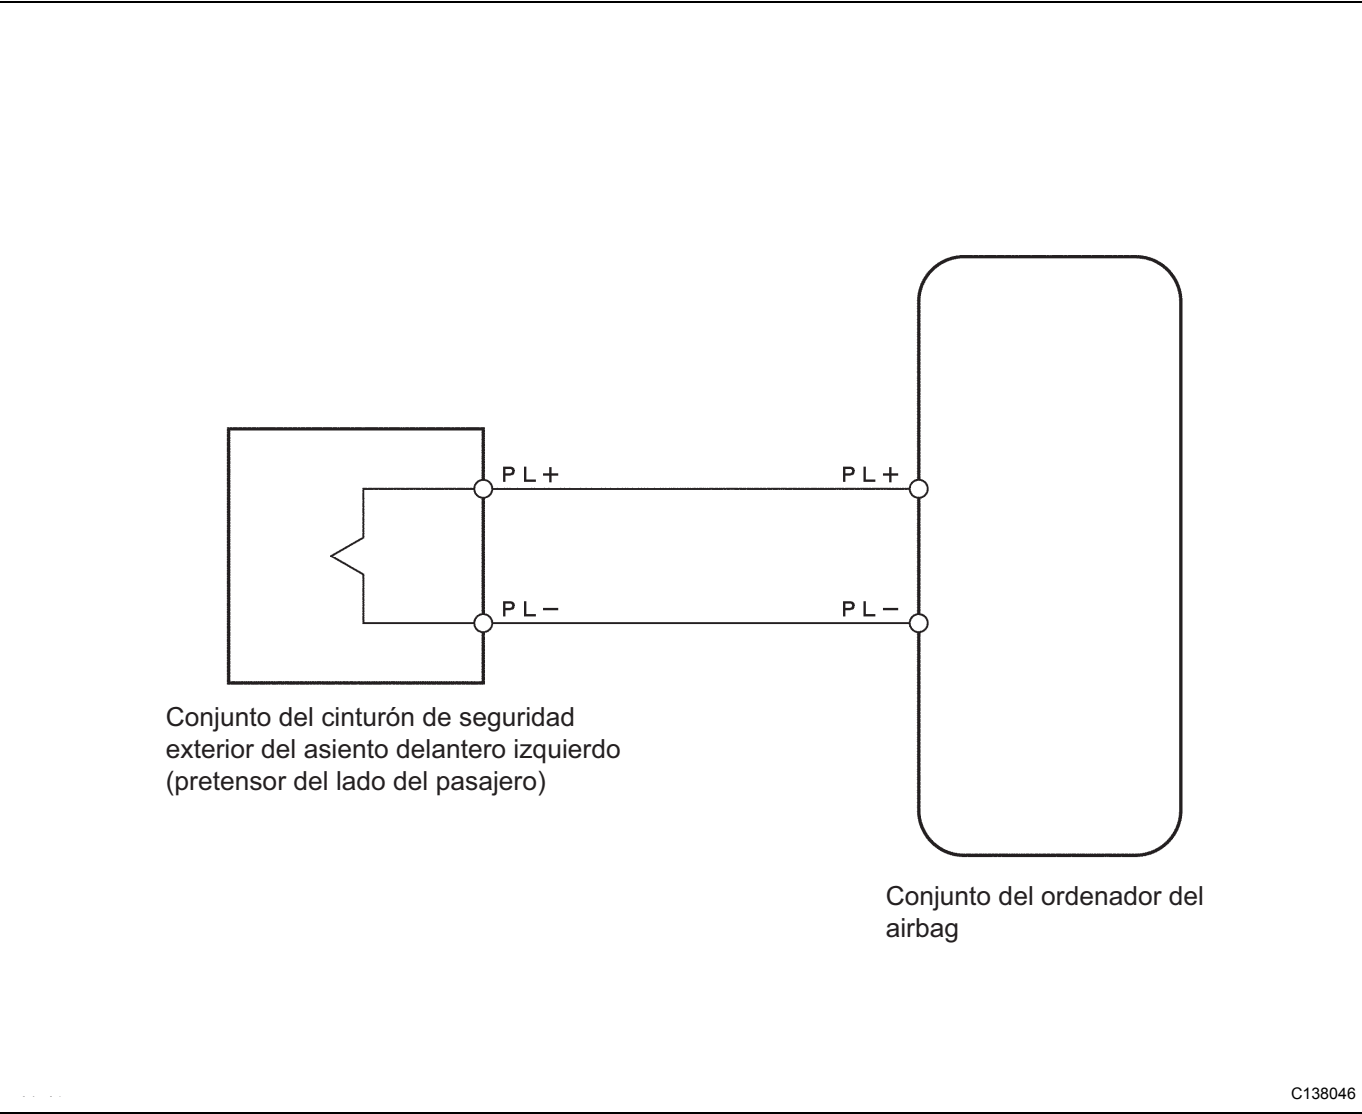 PL+ PL+
PL− PL−
Conjunto del cinturón de seguridad
exterior del asiento delantero izquierdo
(pretensor del lado del pasajero)
Conjunto del ordenador del
airbag
C138046